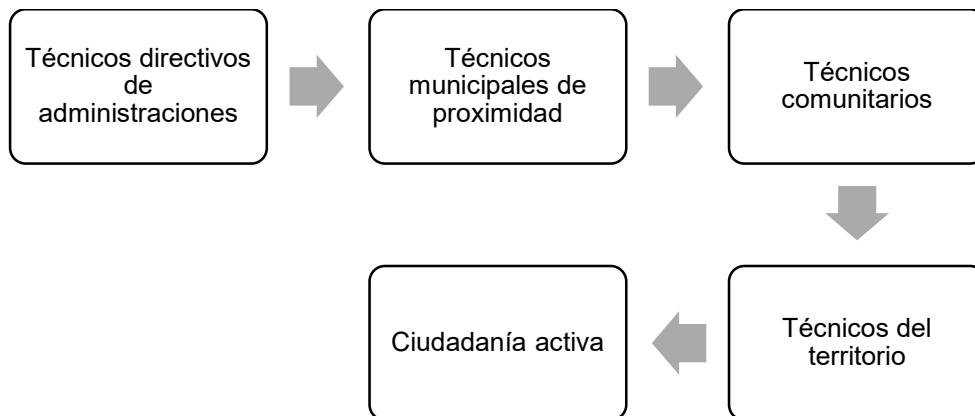 Técnicos directivos
de
administraciones
Técnicos
municipales de
proximidad
Técnicos
comunitarios
Técnicos del
territorio
Ciudadanía activa